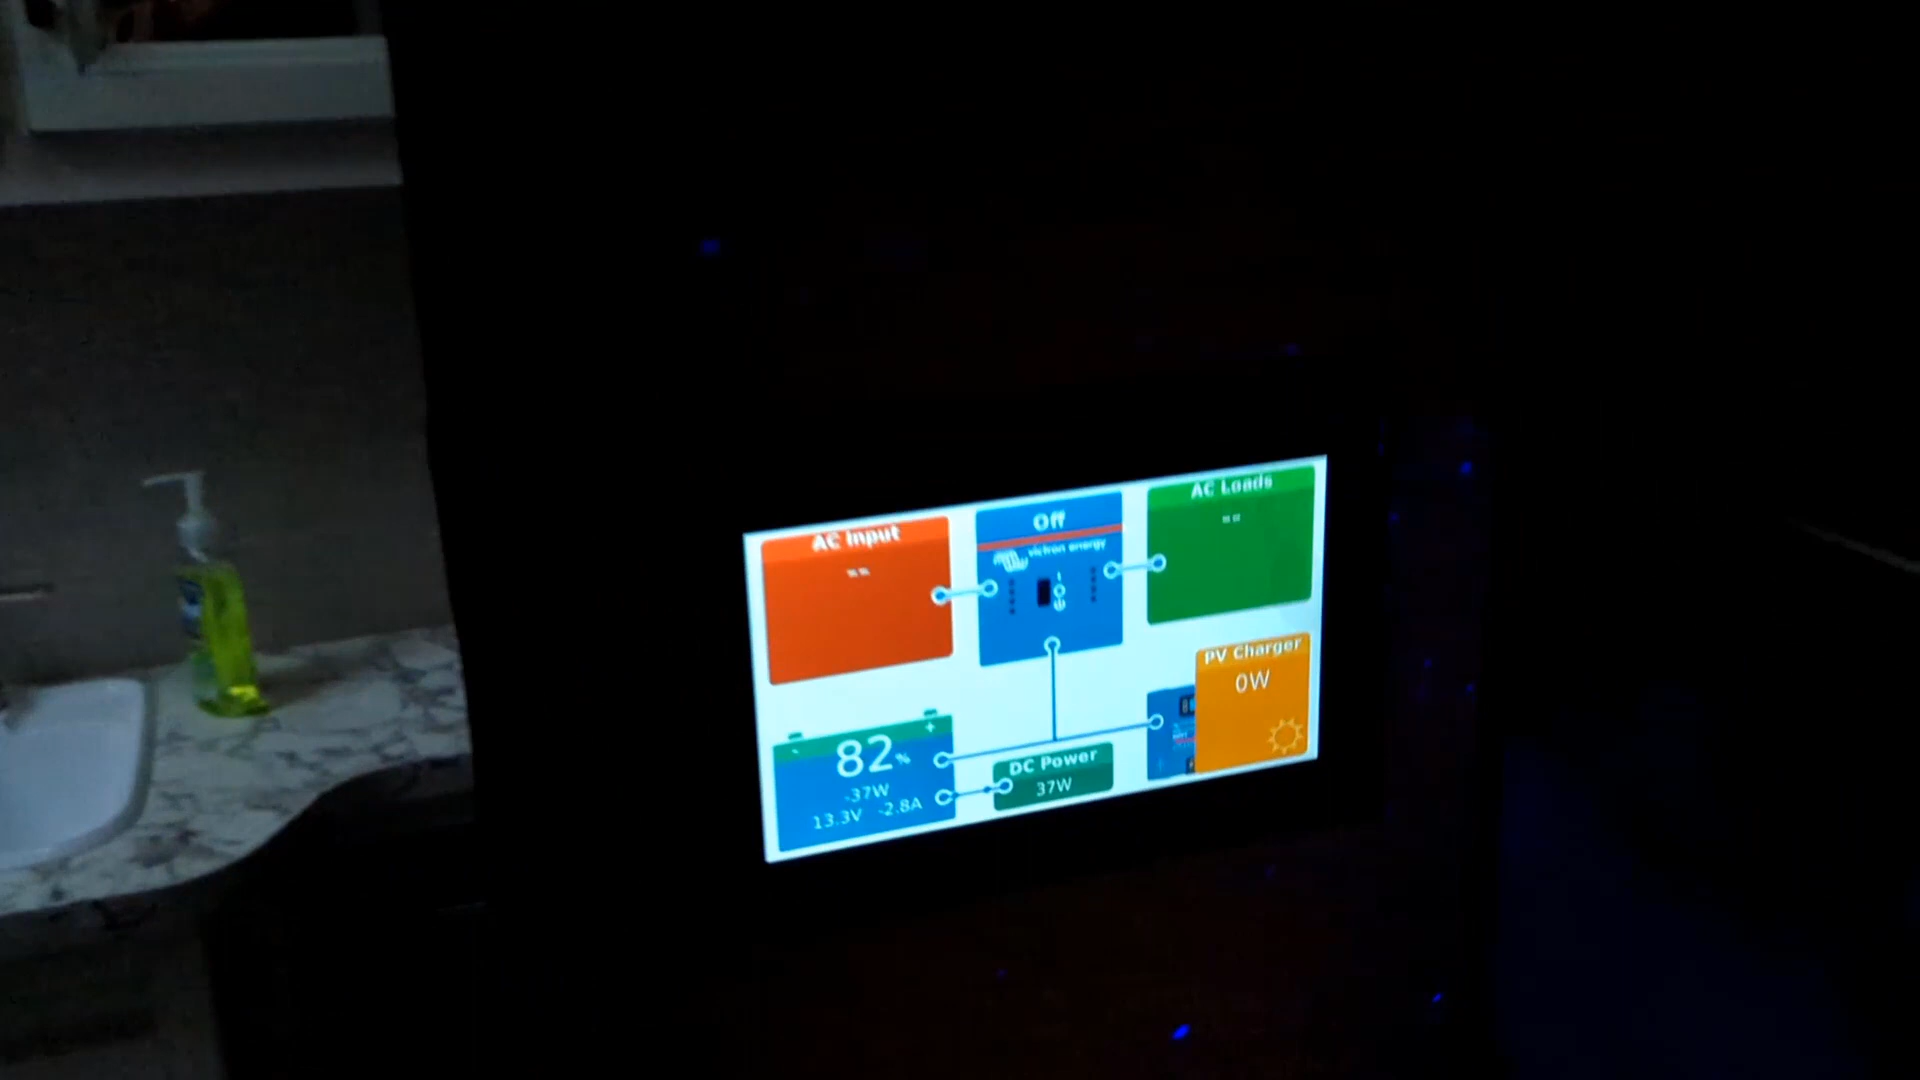 AC Input
==
Off
victron energy
AC Loads
==
PV Charger
0W
- +
82%
-37W
13.3V -2.8A
DC Power
37W